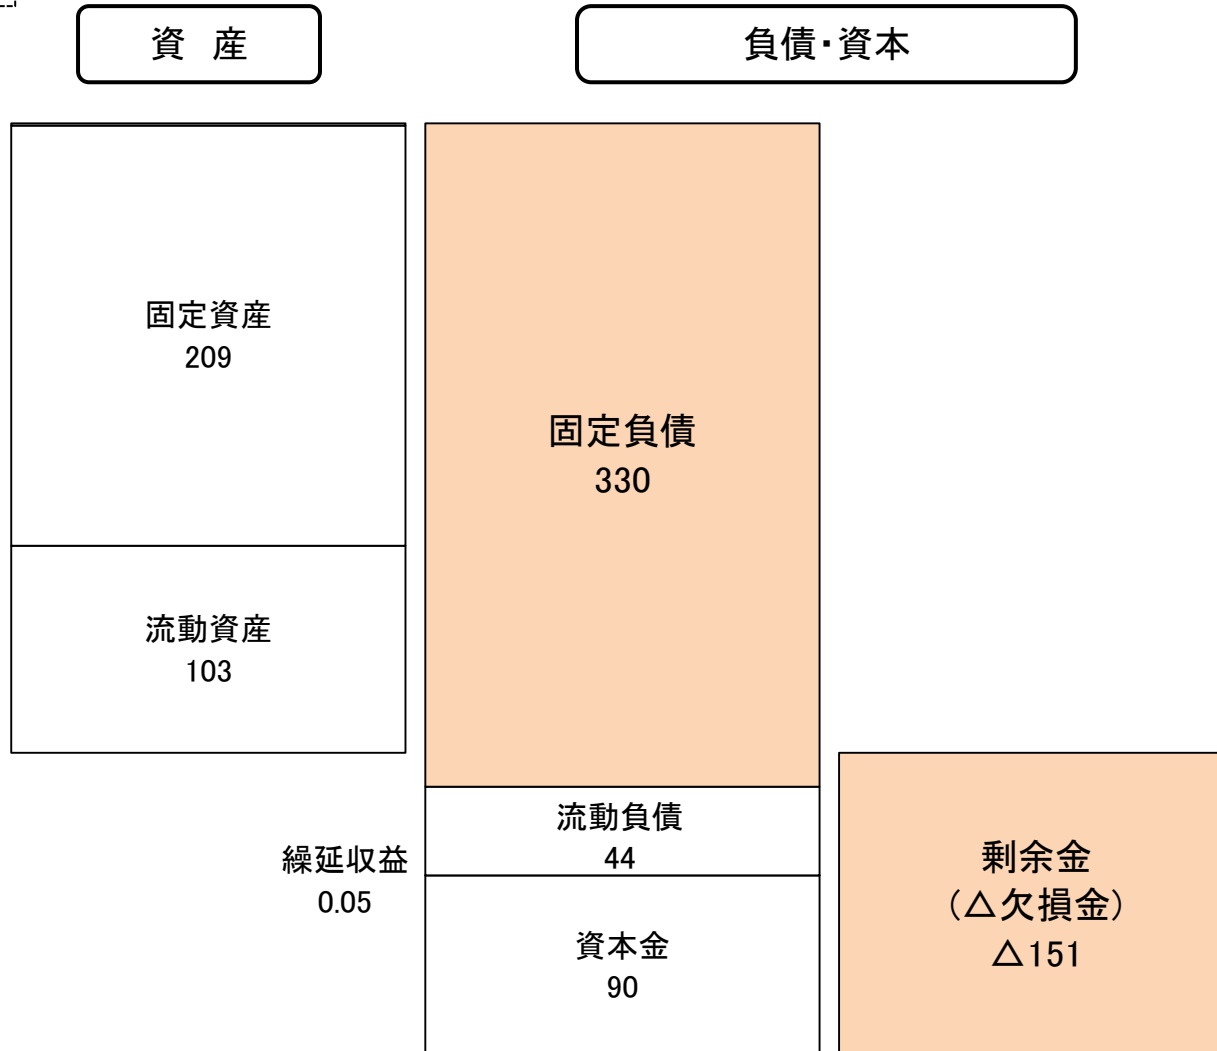 資 産
負債・資本
固定資産
209
流動資産
103
固定負債
330
流動負債
44
繰延収益
0.05
資本金
90
剰余金
(△欠損金)
△151